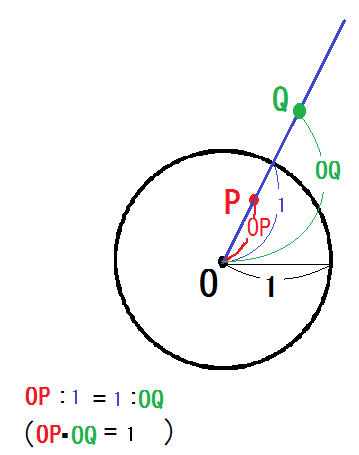 Q
OQ
P
1
OP
O
1
OP : 1 = 1 : OQ
(OP・OQ = 1 )